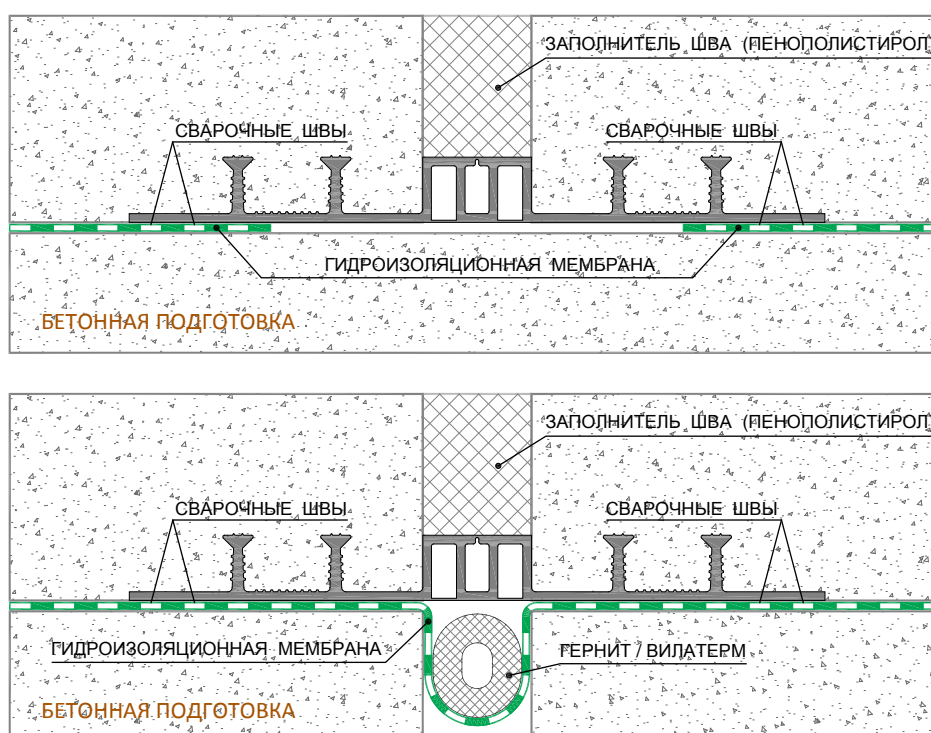 ЗАПОЛНИТЕЛЬ ШВА (ПЕНОПОЛИСТИРОЛ)
СВАРОЧНЫЕ ШВЫ
СВАРОЧНЫЕ ШВЫ
ГИДРОИЗОЛЯЦИОННАЯ МЕМБРАНА
БЕТОННАЯ ПОДГОТОВКА
ЗАПОЛНИТЕЛЬ ШВА (ПЕНОПОЛИСТИРОЛ)
СВАРОЧНЫЕ ШВЫ
СВАРОЧНЫЕ ШВЫ
ГИДРОИЗОЛЯЦИОННАЯ МЕМБРАНА
ГЕРНИТ / ВИЛАТЕРМ
БЕТОННАЯ ПОДГОТОВКА